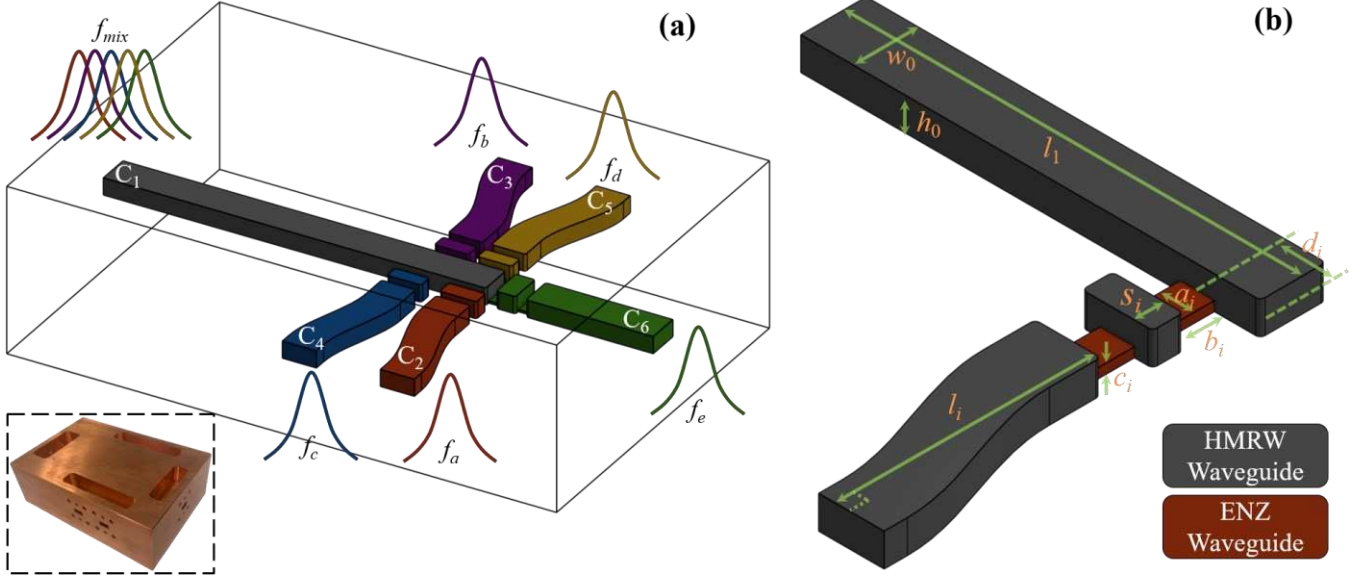 (a)
f_mix
f_b
f_d
C_1
C_3
C_5
C_4
C_2
C_6
f_c
f_a
f_e
(b)
w_0
h_0
l_1
d_i
s_i
a_i
b_i
c_i
l_i
HMRW
Waveguide
ENZ
Waveguide